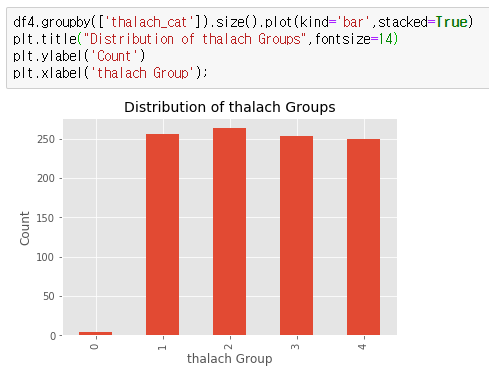 df4.groupby(['thalach_cat']).size().plot(kind='bar',stacked=True)
plt.title("Distribution of thalach Groups",fontsize=14)
plt.ylabel('Count')
plt.xlabel('thalach Group');
Distribution of thalach Groups
250
200
150
100
50
0
Count
0 1 2 3 4
thalach Group